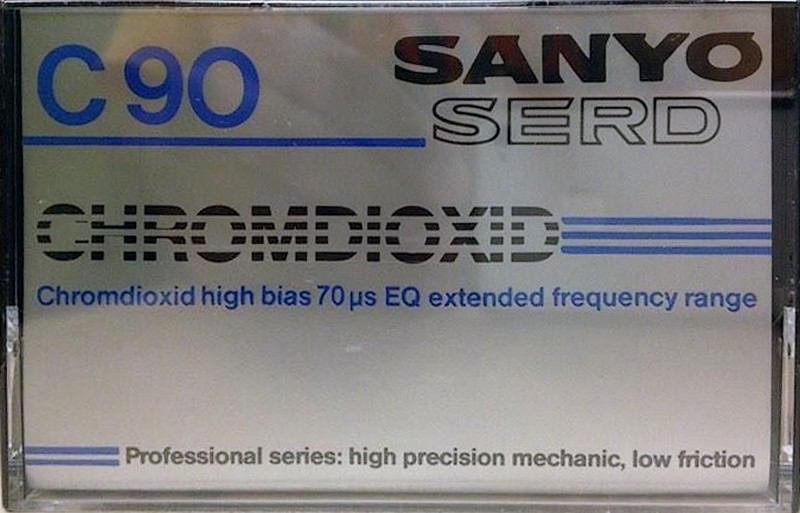 C 90
SANYO
SERD
CHROMDIOXID
Chromdioxid high bias 70 µs EQ extended frequency range
Professional series: high precision mechanic, low friction